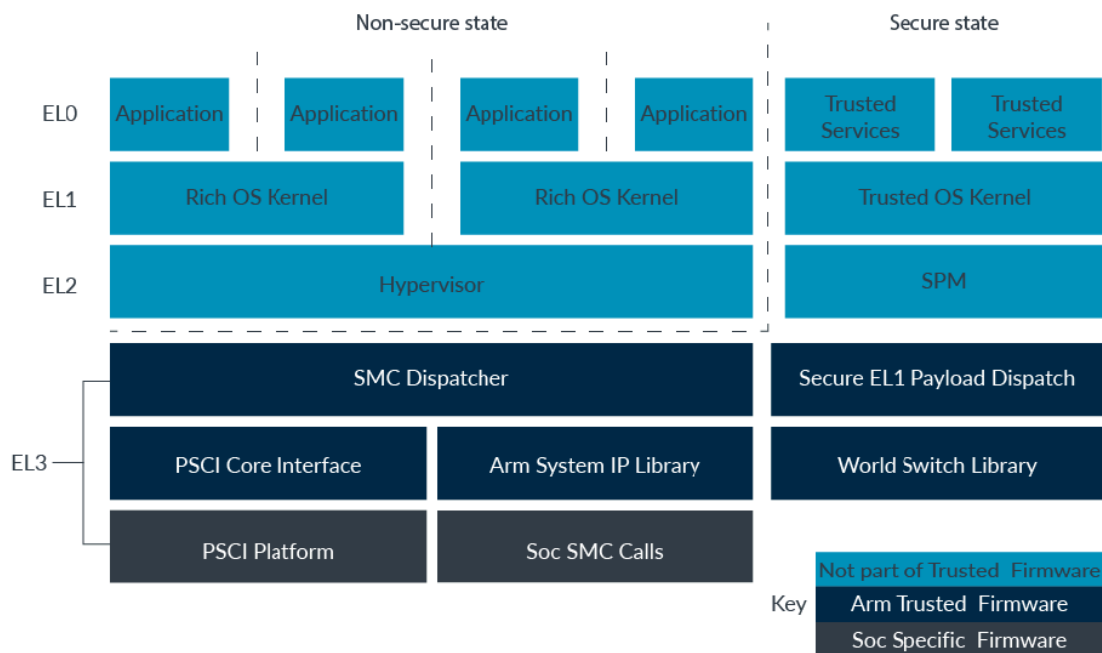 Non-secure state
Secure state
EL0
Application
Application
Application
Application
Trusted
Services
Trusted
Services
EL1
Rich OS Kernel
Rich OS Kernel
Trusted OS Kernel
EL2
Hypervisor
SPM
EL3
SMC Dispatcher
Secure EL1 Payload Dispatch
PSCI Core Interface
Arm System IP Library
World Switch Library
PSCI Platform
Soc SMC Calls
Key
Not part of Trusted Firmware
Arm Trusted Firmware
Soc Specific Firmware